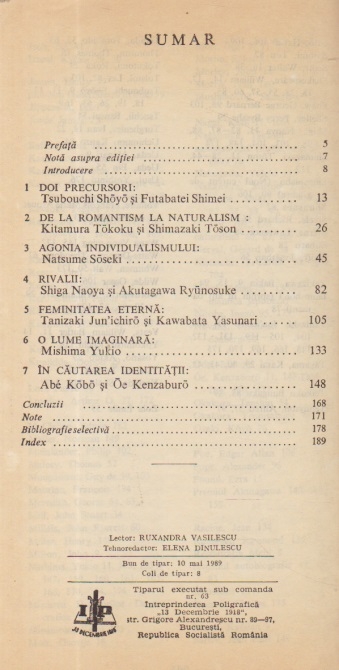 SUMAR
Prefață .......... 5
Notă asupra ediției .......... 7
Introducere .......... 8
1 DOI PRECURSORI:
Tsubouchi Shōyō și Futabatei Shimei .......... 13
2 DE LA ROMANTISM LA NATURALISM :
Kitamura Tōkoku și Shimazaki Tōson .......... 26
3 AGONIA INDIVIDUALISMULUI:
Natsume Sōseki .......... 45
4 RIVALII:
Shiga Naoya și Akutagawa Ryūnosuke .......... 82
5 FEMINITATEA ETERNĂ:
Tanizaki Jun'ichirō și Kawabata Yasunari ...... 105
6 O LUME IMAGINARĂ:
Mishima Yukio .......... 133
7 ÎN CĂUTAREA IDENTITĂȚII:
Abé Kōbō și Ōe Kenzaburō .......... 148
Concluzii .......... 168
Note .......... 171
Bibliografie selectivă .......... 178
Index .......... 189
Lector: RUXANDRA VASILESCU
Tehnoredactor: ELENA DINULESCU
Bun de tipar: 10 mai 1989
Coli de tipar: 8
Tiparul executat sub comanda
nr. 63
Intreprinderea Poligrafică
„13 Decembrie 1918",
str. Grigore Alexandrescu nr. 89—97,
București,
Republica Socialistă România
13 DECEMBRIE 1918